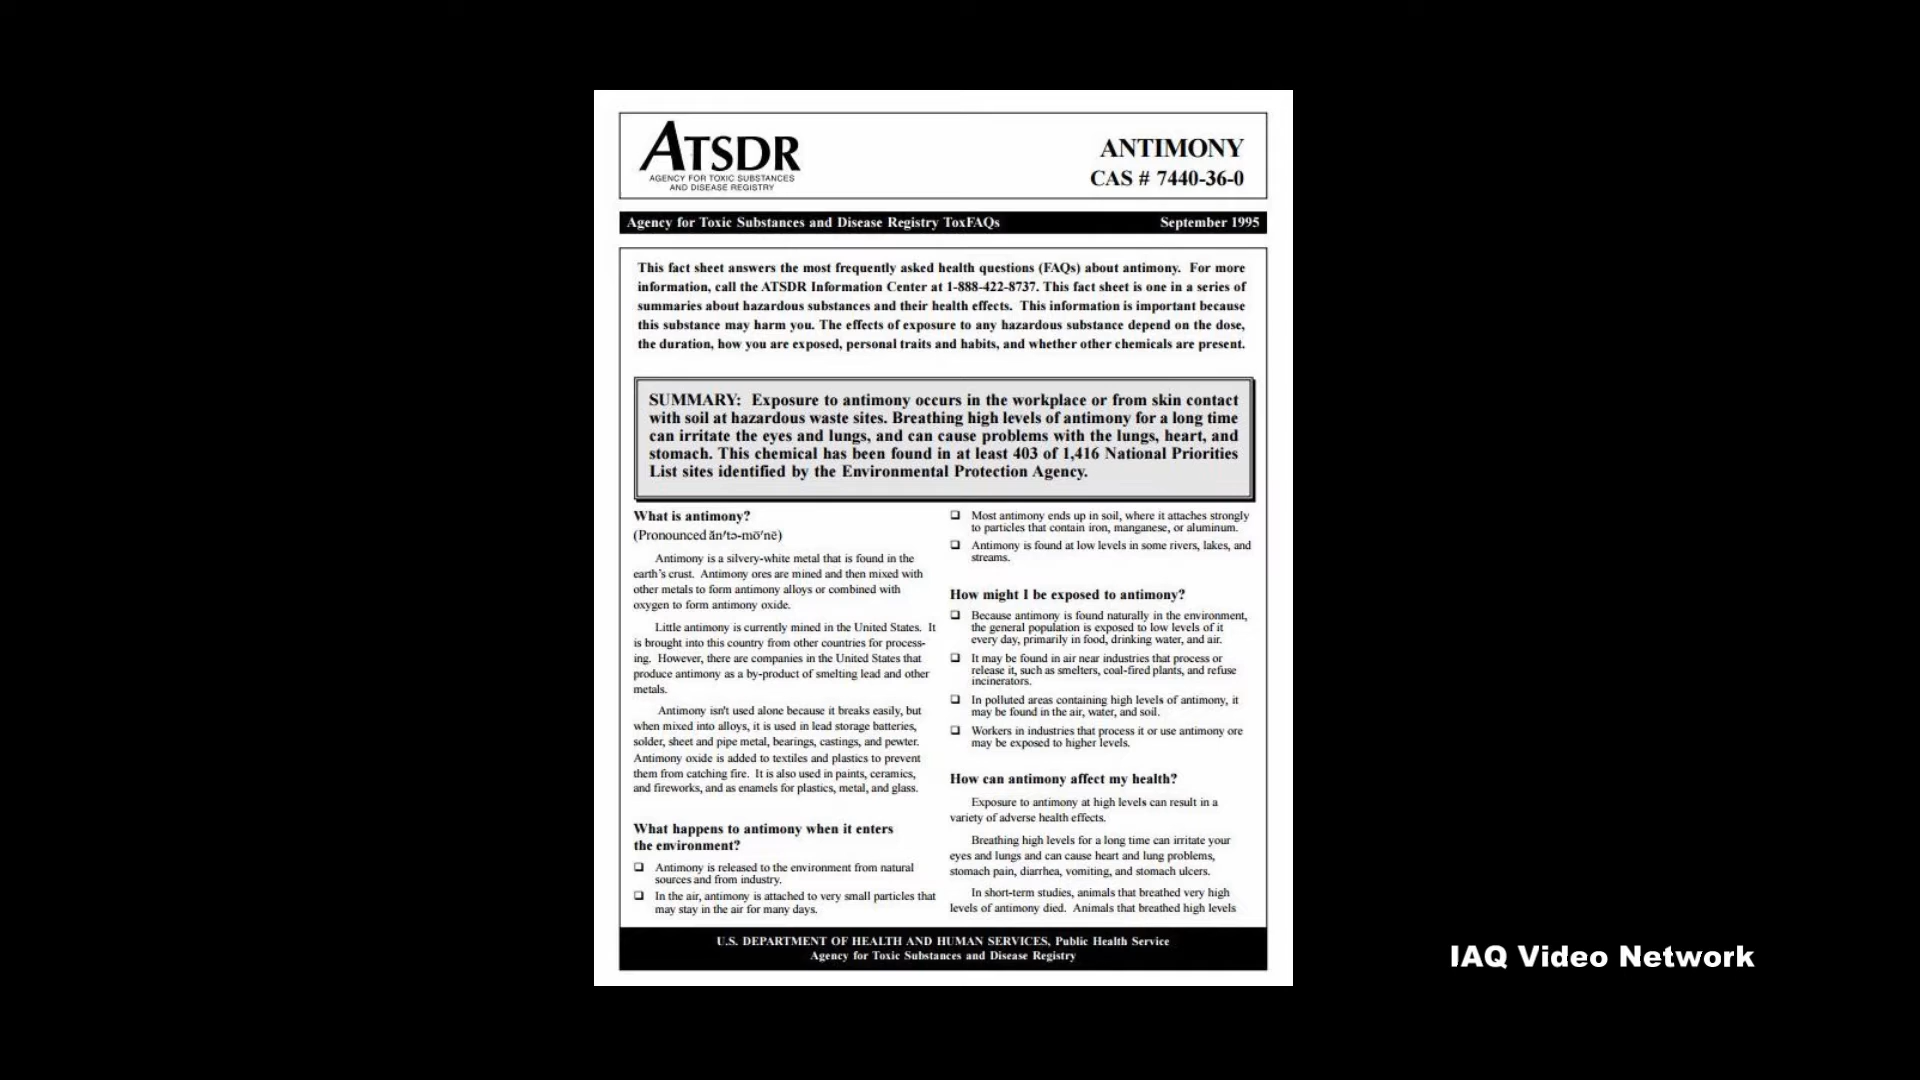 ATSDR
AGENCY FOR TOXIC SUBSTANCES
AND DISEASE REGISTRY
ANTIMONY
CAS # 7440-36-0
Agency for Toxic Substances and Disease Registry ToxFAQs
September 1995
This fact sheet answers the most frequently asked health questions (FAQs) about antimony. For more
information, call the ATSDR Information Center at 1-888-422-8737. This fact sheet is one in a series of
summaries about hazardous substances and their health effects. This information is important because
this substance may harm you. The effects of exposure to any hazardous substance depend on the dose,
the duration, how you are exposed, personal traits and habits, and whether other chemicals are present.
SUMMARY: Exposure to antimony occurs in the workplace or from skin contact
with soil at hazardous waste sites. Breathing high levels of antimony for a long time
can irritate the eyes and lungs, and can cause problems with the lungs, heart, and
stomach. This chemical has been found in at least 403 of 1,416 National Priorities
List sites identified by the Environmental Protection Agency.
What is antimony?
(Pronounced ăn′tə-mō′nē)
Antimony is a silvery-white metal that is found in the
earth's crust. Antimony ores are mined and then mixed with
other metals to form antimony alloys or combined with
oxygen to form antimony oxide.
Little antimony is currently mined in the United States. It
is brought into this country from other countries for process-
ing. However, there are companies in the United States that
produce antimony as a by-product of smelting lead and other
metals.
Antimony isn't used alone because it breaks easily, but
when mixed into alloys, it is used in lead storage batteries,
solder, sheet and pipe metal, bearings, castings, and pewter.
Antimony oxide is added to textiles and plastics to prevent
them from catching fire. It is also used in paints, ceramics,
and fireworks, and as enamels for plastics, metal, and glass.
What happens to antimony when it enters
the environment?
❑ Antimony is released to the environment from natural
sources and from industry.
❑ In the air, antimony is attached to very small particles that
may stay in the air for many days.
❑ Most antimony ends up in soil, where it attaches strongly
to particles that contain iron, manganese, or aluminum.
❑ Antimony is found at low levels in some rivers, lakes, and
streams.
How might I be exposed to antimony?
❑ Because antimony is found naturally in the environment,
the general population is exposed to low levels of it
every day, primarily in food, drinking water, and air.
❑ It may be found in air near industries that process or
release it, such as smelters, coal-fired plants, and refuse
incinerators.
❑ In polluted areas containing high levels of antimony, it
may be found in the air, water, and soil.
❑ Workers in industries that process it or use antimony ore
may be exposed to higher levels.
How can antimony affect my health?
Exposure to antimony at high levels can result in a
variety of adverse health effects.
Breathing high levels for a long time can irritate your
eyes and lungs and can cause heart and lung problems,
stomach pain, diarrhea, vomiting, and stomach ulcers.
In short-term studies, animals that breathed very high
levels of antimony died. Animals that breathed high levels
U.S. DEPARTMENT OF HEALTH AND HUMAN SERVICES, Public Health Service
Agency for Toxic Substances and Disease Registry
IAQ Video Network